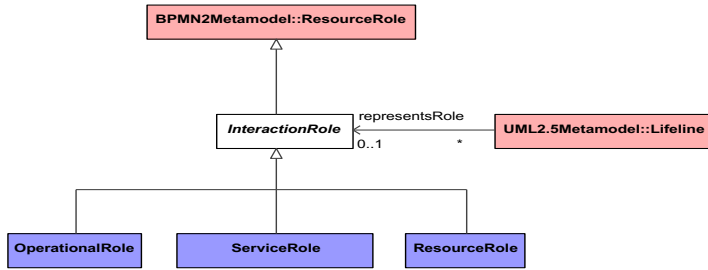 BPMN2Metamodel::ResourceRole
representsRole
InteractionRole
UML2.5Metamodel::Lifeline
0..1
*
OperationalRole
ServiceRole
ResourceRole